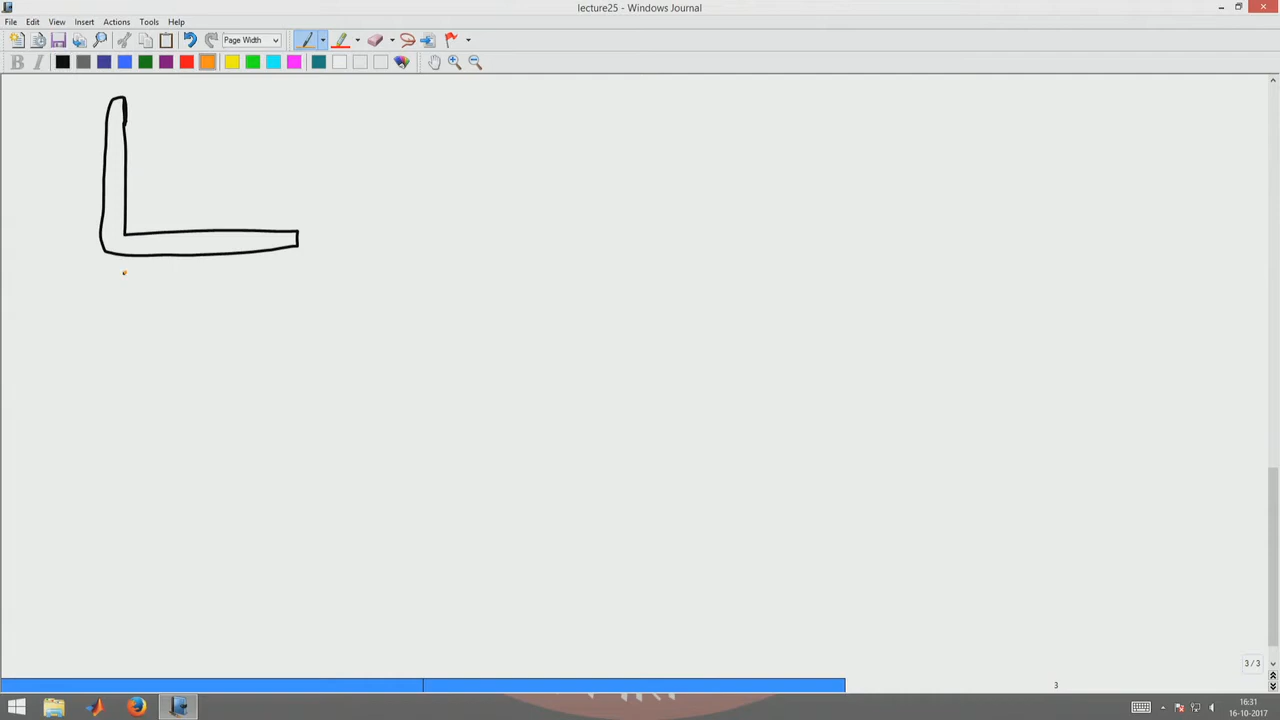 lecture25 - Windows Journal
File Edit View Insert Actions Tools Help
Page Width
B I
3 / 3
3
16:31
16-10-2017